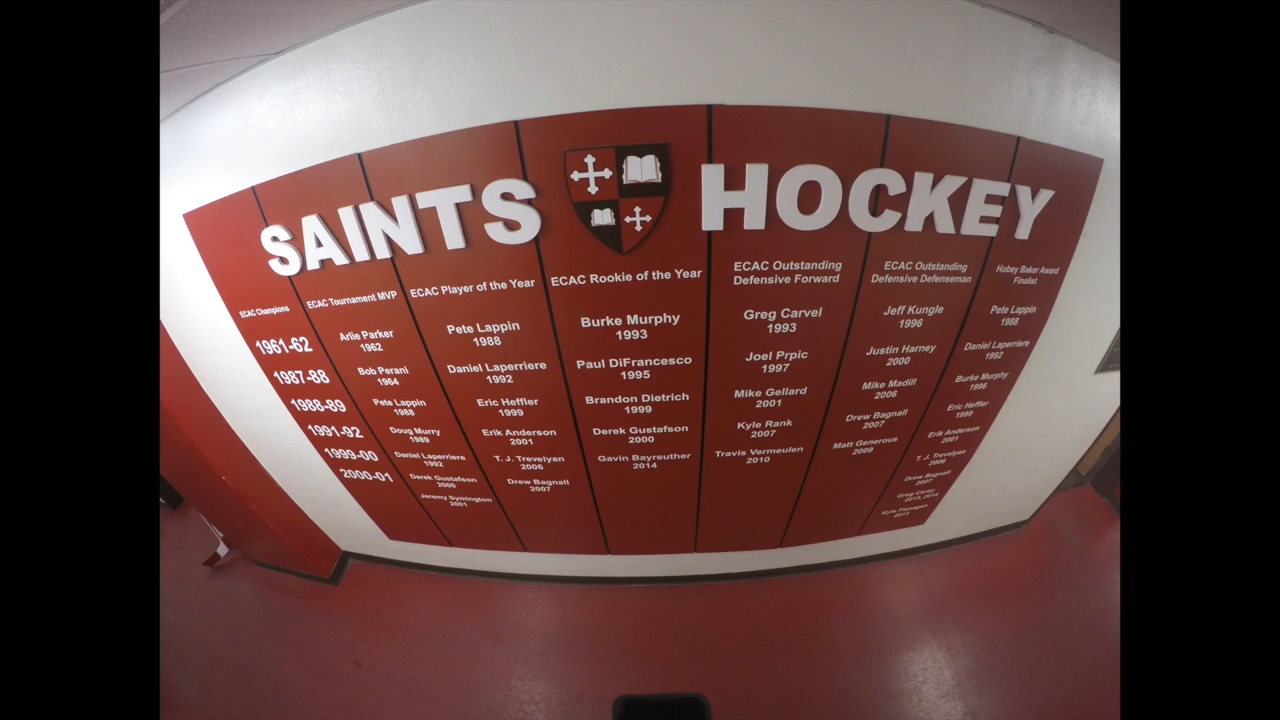 SAINTS HOCKEY
ECAC Champions
1961-62
1987-88
1988-89
1991-92
1999-00
2000-01
ECAC Tournament MVP
Arlie Parker
1962
Bob Perani
1964
Pete Lappin
1988
Doug Murry
1989
Daniel Laperriere
1992
Derek Gustafson
2000
Jeremy Symington
2001
ECAC Player of the Year
Pete Lappin
1988
Daniel Laperriere
1992
Eric Heffler
1999
Erik Anderson
2001
T. J. Trevelyan
2006
Drew Bagnall
2007
ECAC Rookie of the Year
Burke Murphy
1993
Paul DiFrancesco
1995
Brandon Dietrich
1999
Derek Gustafson
2000
Gavin Bayreuther
2014
ECAC Outstanding
Defensive Forward
Greg Carvel
1993
Joel Prpic
1997
Mike Gellard
2001
Kyle Rank
2007
Travis Vermeulen
2010
ECAC Outstanding
Defensive Defenseman
Jeff Kungle
1996
Justin Harney
2000
Mike Madill
2006
Drew Bagnall
2007
Matt Generous
2009
Hobey Baker Award
Finalist
Pete Lappin
1988
Daniel Laperriere
1992
Burke Murphy
1996
Eric Heffler
1999
Erik Anderson
2001
T. J. Trevelyan
2006
Drew Bagnall
2007
Greg Carey
2013, 2014
Kyle Flanagan
2013